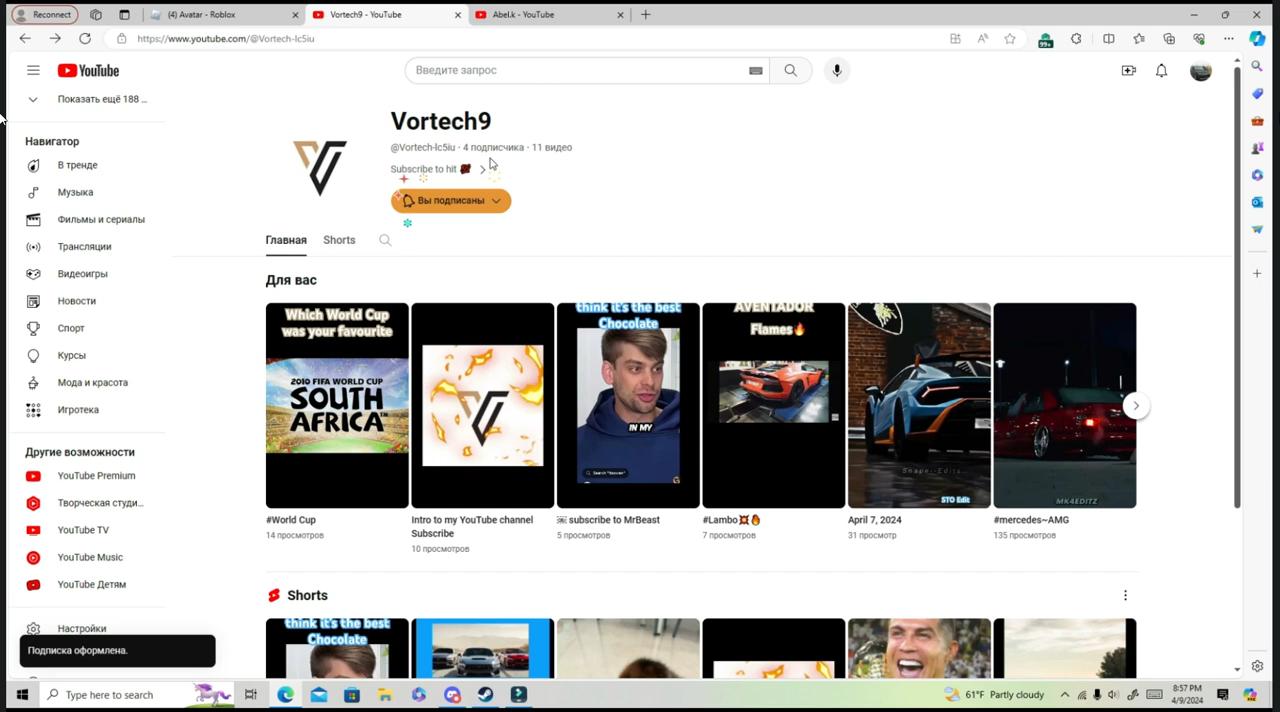 Reconnect
(4) Avatar - Roblox
Vortech9 - YouTube
Abel.k - YouTube
https://www.youtube.com/@Vortech-lc5iu
99+
YouTube
Введите запрос
Показать ещё 188 ...
Навигатор
В тренде
Музыка
Фильмы и сериалы
Трансляции
Видеоигры
Новости
Спорт
Курсы
Мода и красота
Игротека
Другие возможности
YouTube Premium
Творческая студи...
YouTube TV
YouTube Music
YouTube Детям
Настройки
Подписка оформлена.
Vortech9
@Vortech-lc5iu · 4 подписчика · 11 видео
Subscribe to hit
Вы подписаны
Главная
Shorts
Для вас
Which World Cup
was your favourite
2010 FIFA WORLD CUP
SOUTH
AFRICA
think it's the best
Chocolate
IN MY
AVENTADOR
Flames🔥
Snape--Edits
STO Edit
MK4EDITZ
#World Cup
14 просмотров
Intro to my YouTube channel
Subscribe
10 просмотров
subscribe to MrBeast
5 просмотров
#Lambo💥🔥
7 просмотров
April 7, 2024
31 просмотр
#mercedes~AMG
135 просмотров
Shorts
think it's the best
Chocolate
Type here to search
61°F Partly cloudy
8:57 PM
4/9/2024